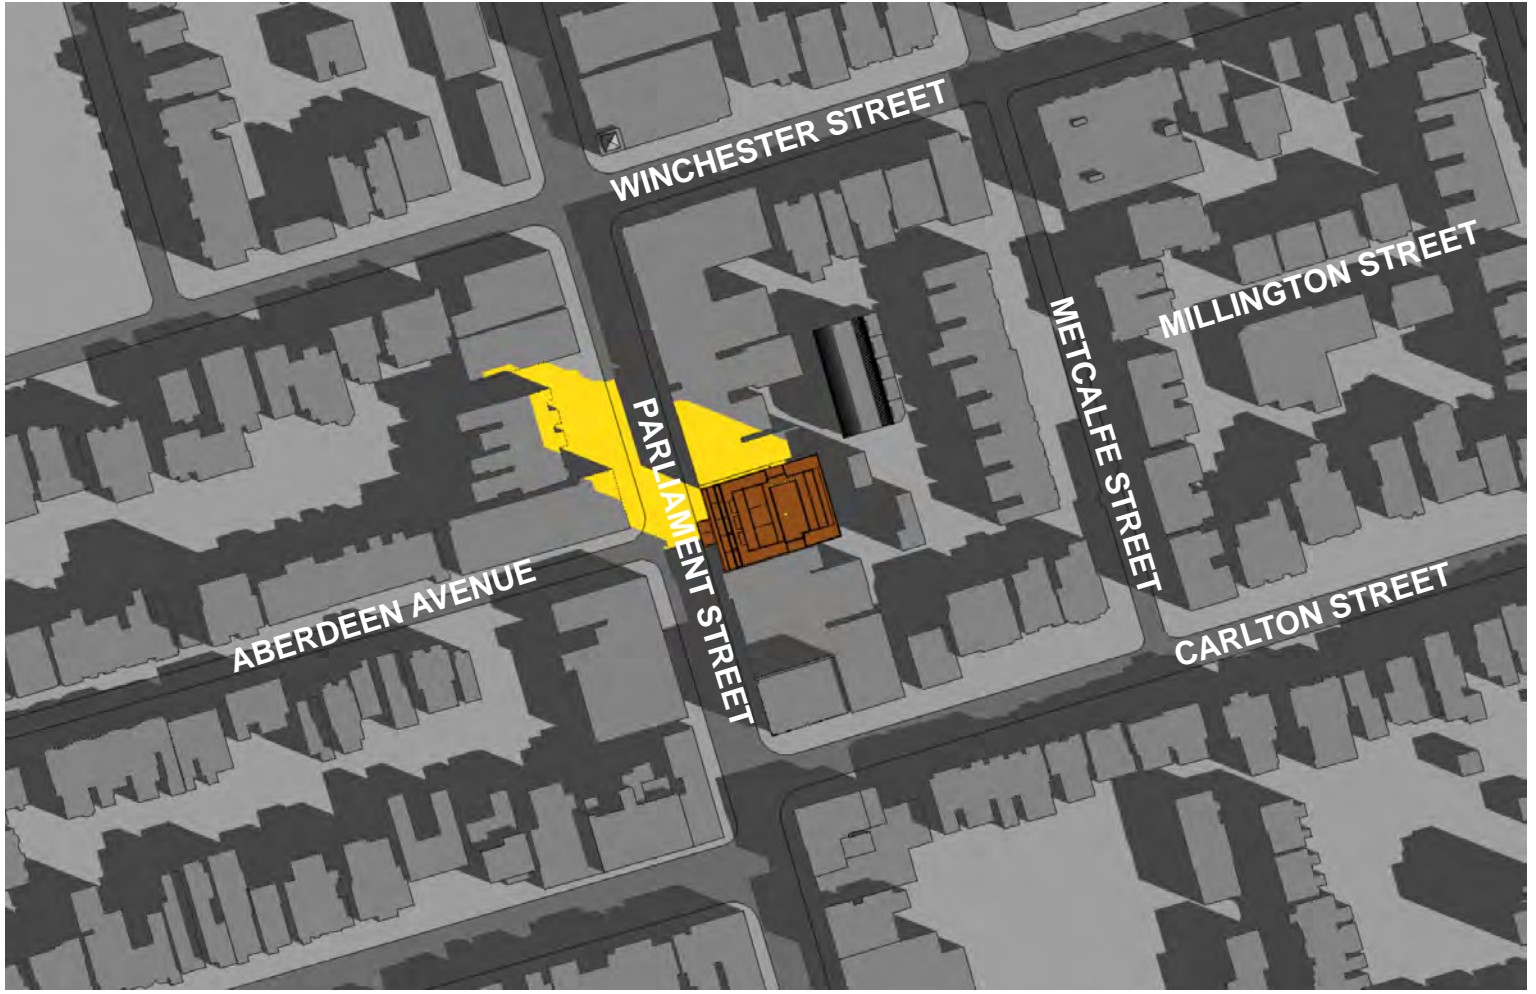 WINCHESTER STREET
MILLINGTON STREET
METCALFE STREET
PARLIAMENT STREET
ABERDEEN AVENUE
CARLTON STREET